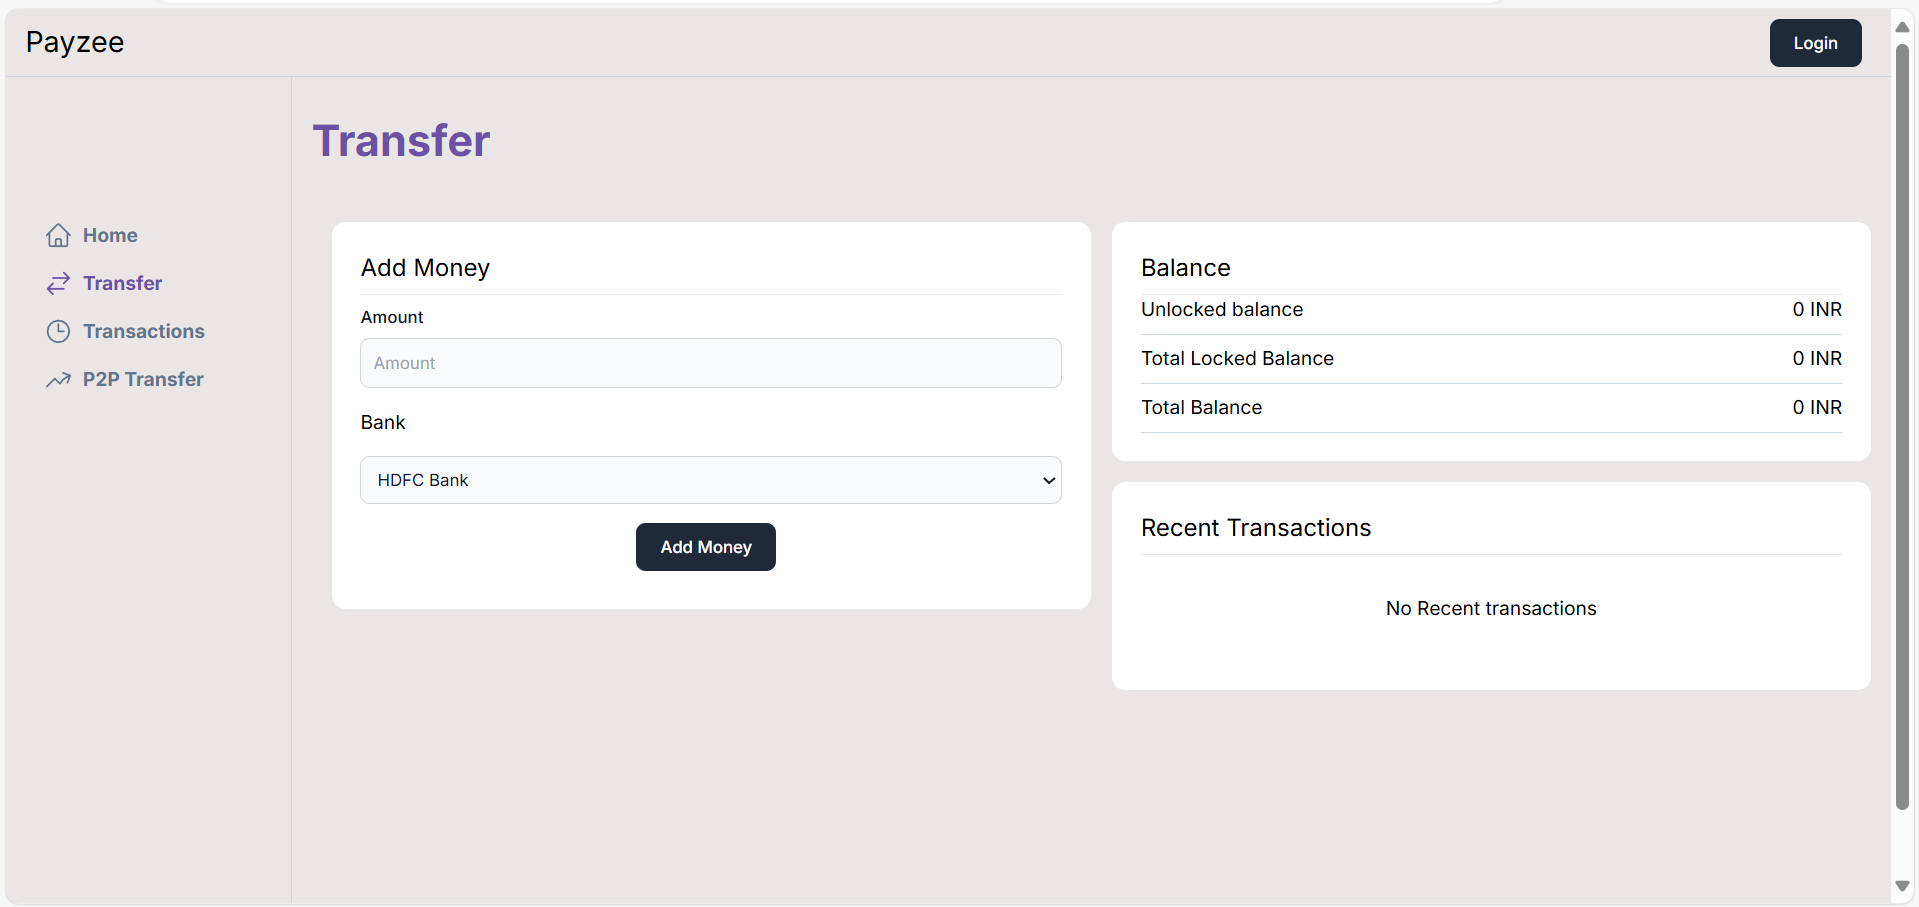 Payzee
Login
Home
Transfer
Transactions
P2P Transfer
Transfer
Add Money
Amount
Amount
Bank
HDFC Bank
Add Money
Balance
Unlocked balance 0 INR
Total Locked Balance 0 INR
Total Balance 0 INR
Recent Transactions
No Recent transactions